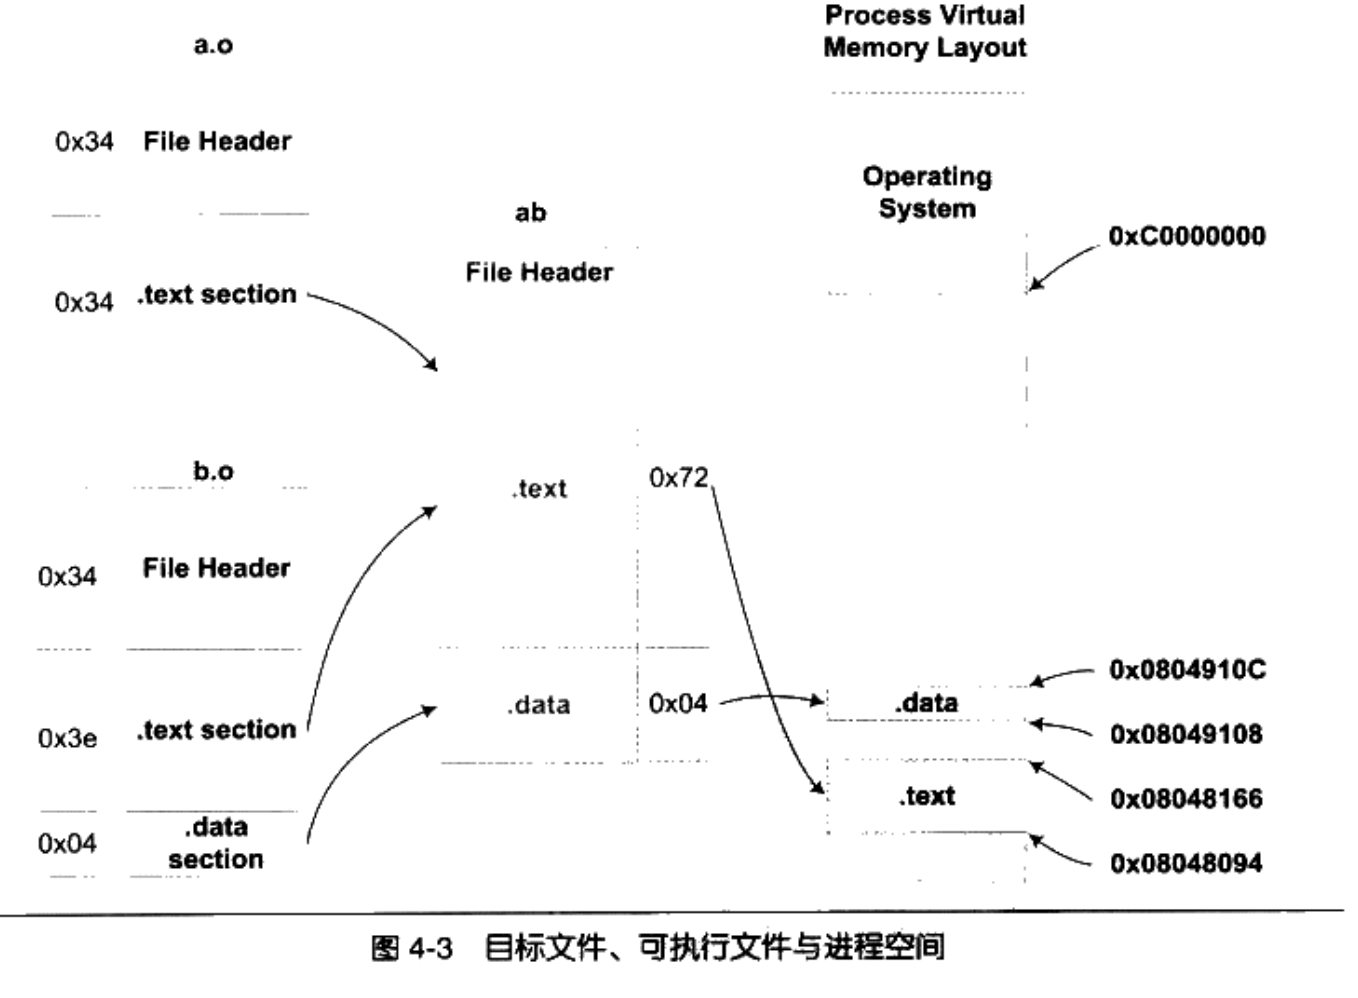 a.o
0x34 File Header
0x34 .text section
b.o
0x34 File Header
0x3e .text section
0x04 .data
section
ab
File Header
.text 0x72
.data 0x04
Process Virtual
Memory Layout
Operating
System
0xC0000000
.data
0x0804910C
0x08049108
.text
0x08048166
0x08048094
图 4-3 目标文件、可执行文件与进程空间